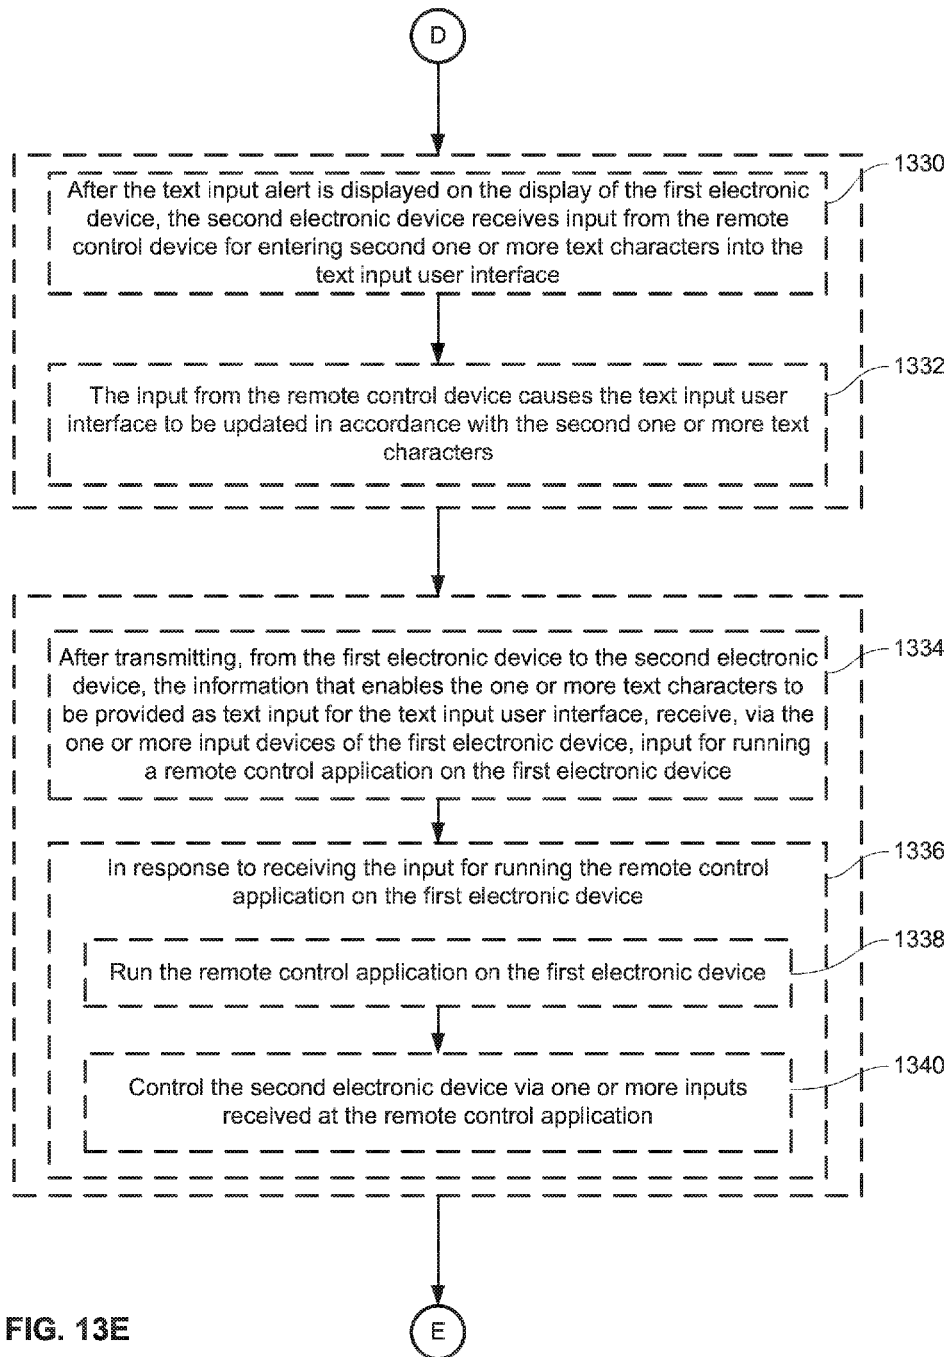 D
1330
After the text input alert is displayed on the display of the first electronic
device, the second electronic device receives input from the remote
control device for entering second one or more text characters into the
text input user interface
1332
The input from the remote control device causes the text input user
interface to be updated in accordance with the second one or more text
characters
1334
After transmitting, from the first electronic device to the second electronic
device, the information that enables the one or more text characters to
be provided as text input for the text input user interface, receive, via the
one or more input devices of the first electronic device, input for running
a remote control application on the first electronic device
1336
In response to receiving the input for running the remote control
application on the first electronic device
1338
Run the remote control application on the first electronic device
1340
Control the second electronic device via one or more inputs
received at the remote control application
FIG. 13E
E